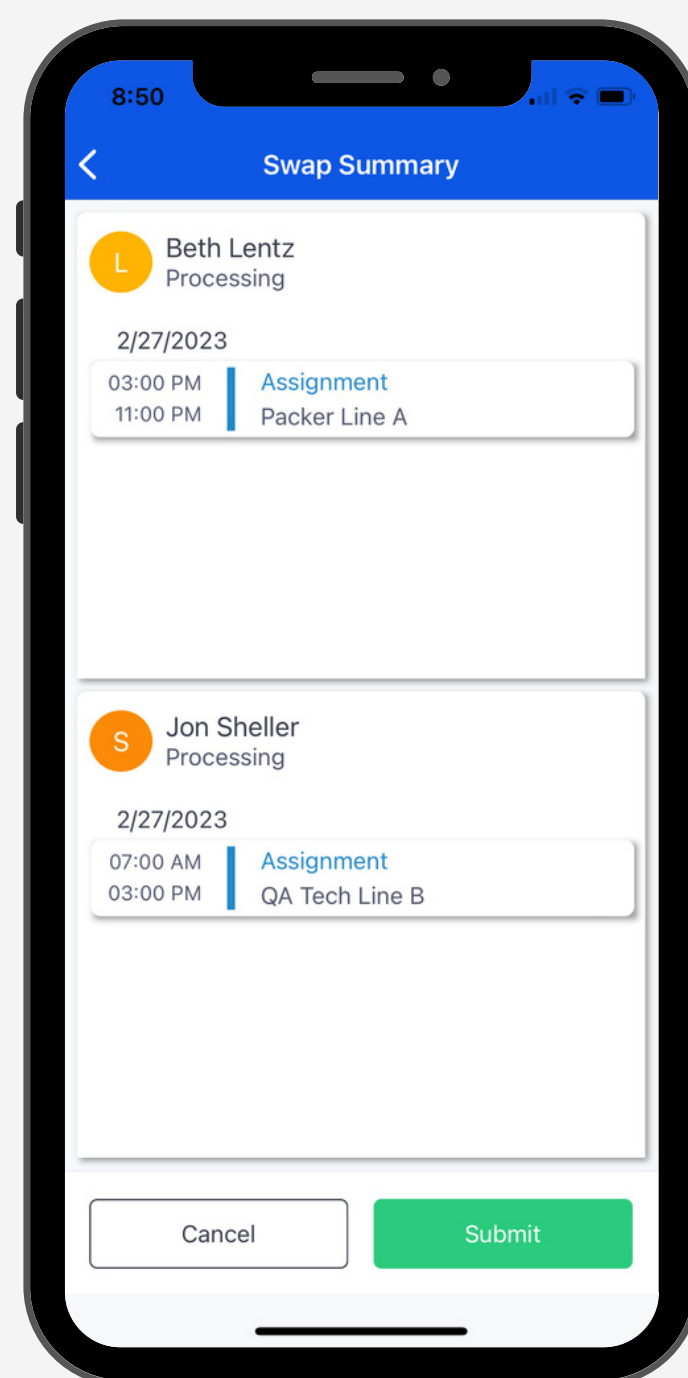 8:50
Swap Summary
L
Beth Lentz
Processing
2/27/2023
03:00 PM
Assignment
11:00 PM
Packer Line A
S
Jon Sheller
Processing
2/27/2023
07:00 AM
Assignment
03:00 PM
QA Tech Line B
Cancel
Submit